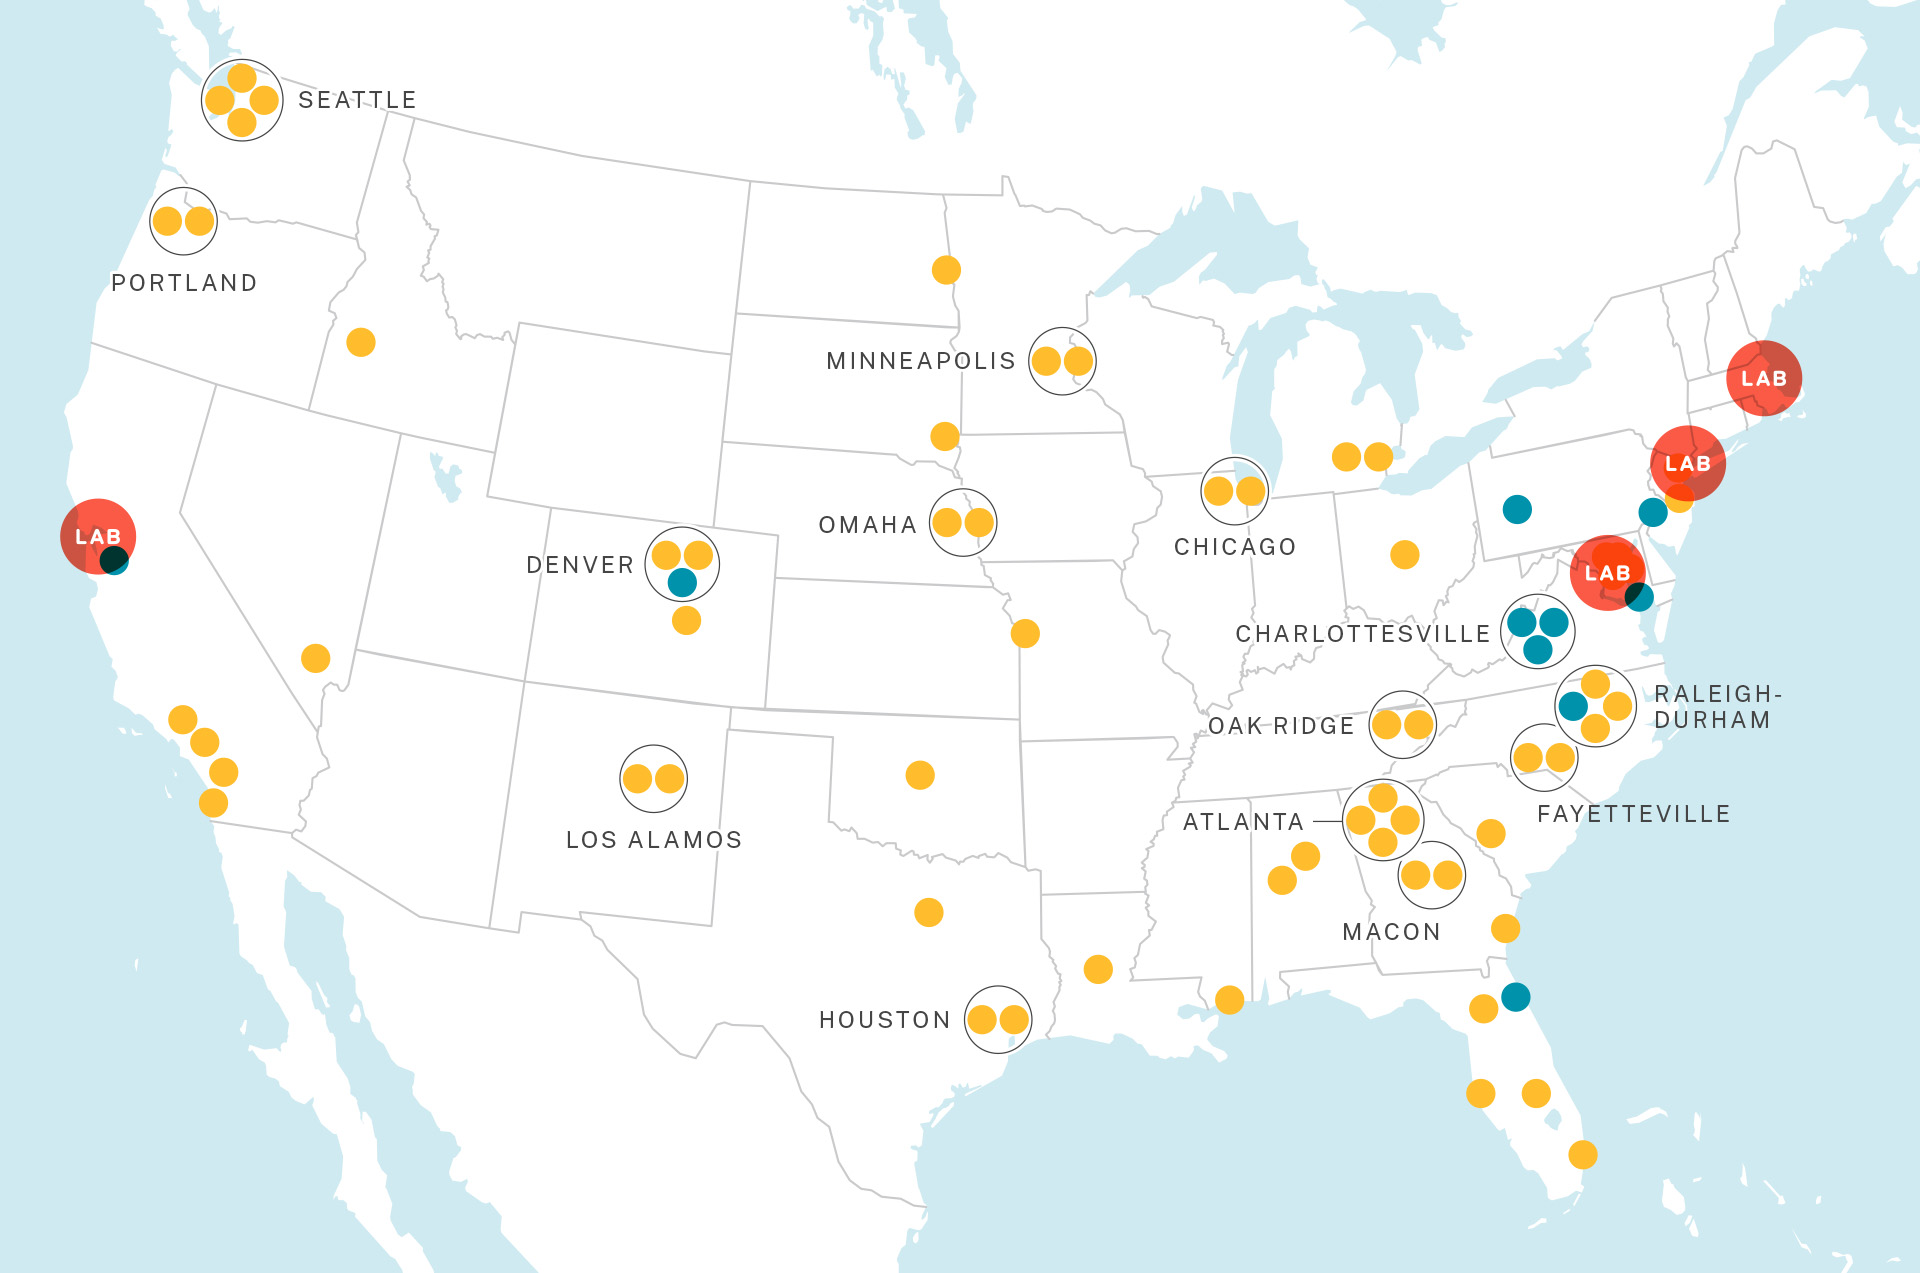 SEATTLE
PORTLAND
MINNEAPOLIS
LAB
LAB
OMAHA
CHICAGO
LAB
DENVER
LAB
CHARLOTTESVILLE
RALEIGH-
DURHAM
OAK RIDGE
FAYETTEVILLE
ATLANTA
LOS ALAMOS
MACON
HOUSTON